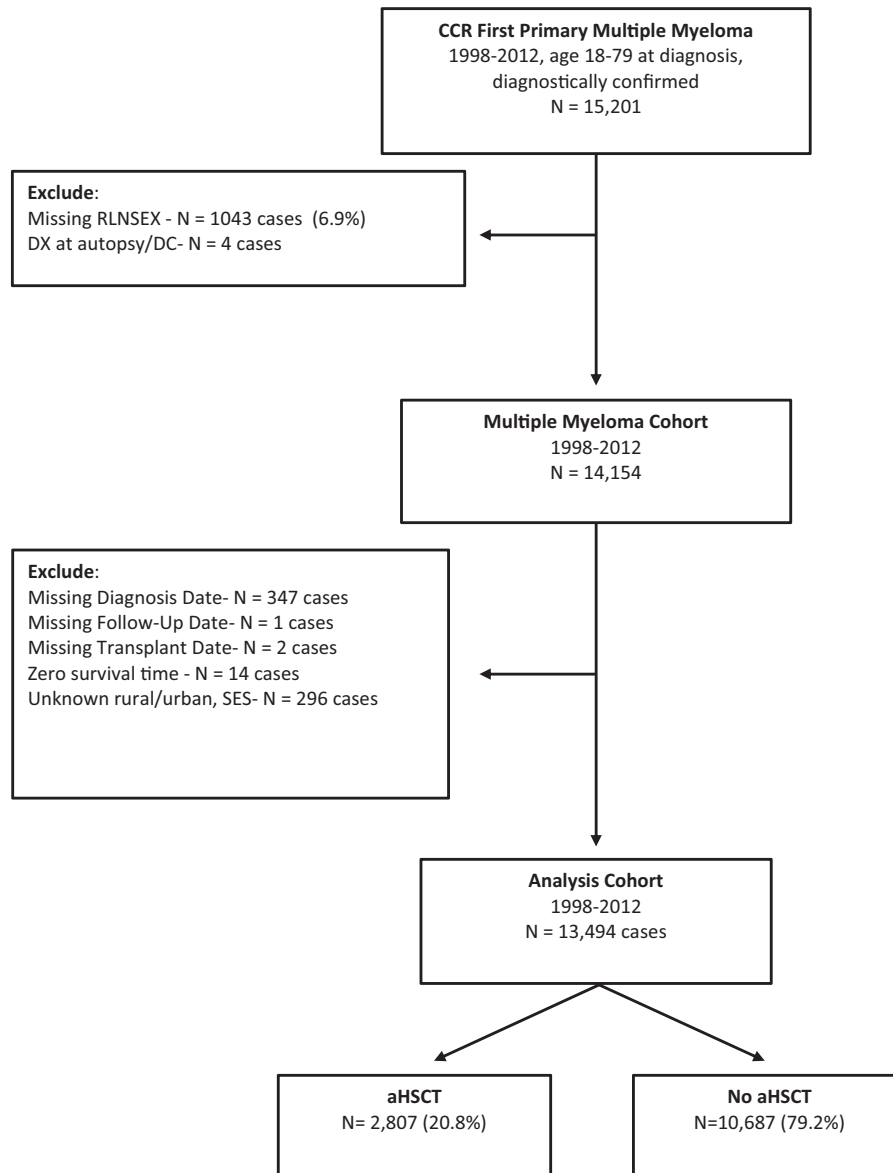 CCR First Primary Multiple Myeloma
1998-2012, age 18-79 at diagnosis,
diagnostically confirmed
N = 15,201
Exclude:
Missing RLNSEX - N = 1043 cases (6.9%)
DX at autopsy/DC- N = 4 cases
Multiple Myeloma Cohort
1998-2012
N = 14,154
Exclude:
Missing Diagnosis Date- N = 347 cases
Missing Follow-Up Date- N = 1 cases
Missing Transplant Date- N = 2 cases
Zero survival time - N = 14 cases
Unknown rural/urban, SES- N = 296 cases
Analysis Cohort
1998-2012
N = 13,494 cases
aHSCT
N= 2,807 (20.8%)
No aHSCT
N=10,687 (79.2%)